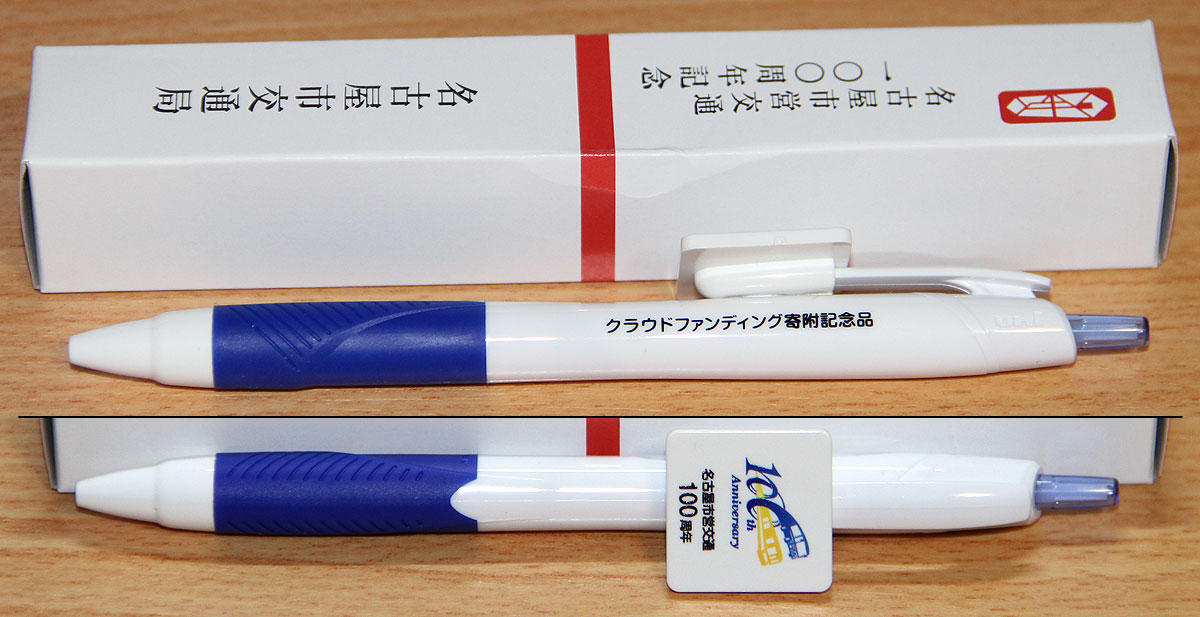 名古屋市営交通
一〇〇周年記念
名古屋市交通局
クラウドファンディング寄附記念品
100th
Anniversary
名古屋市営交通
100周年